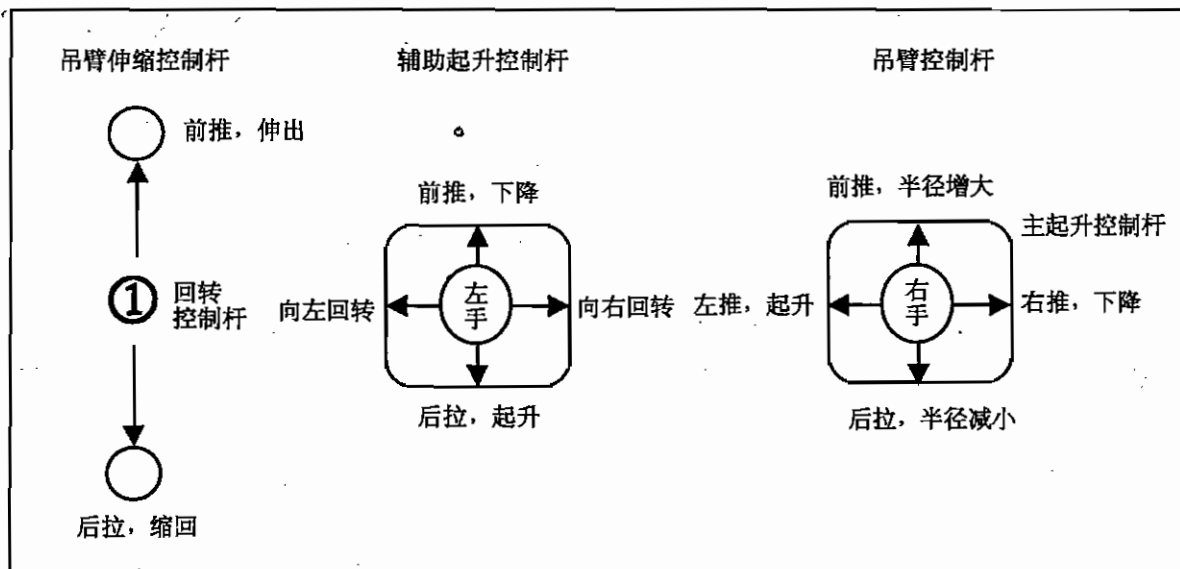 吊臂伸缩控制杆
辅助起升控制杆
吊臂控制杆
前推，伸出
前推，下降
前推，半径增大
主起升控制杆
①
回转
控制杆
向左回转
左
手
向右回转
左推，起升
右
手
右推，下降
后拉，起升
后拉，半径减小
后拉，缩回